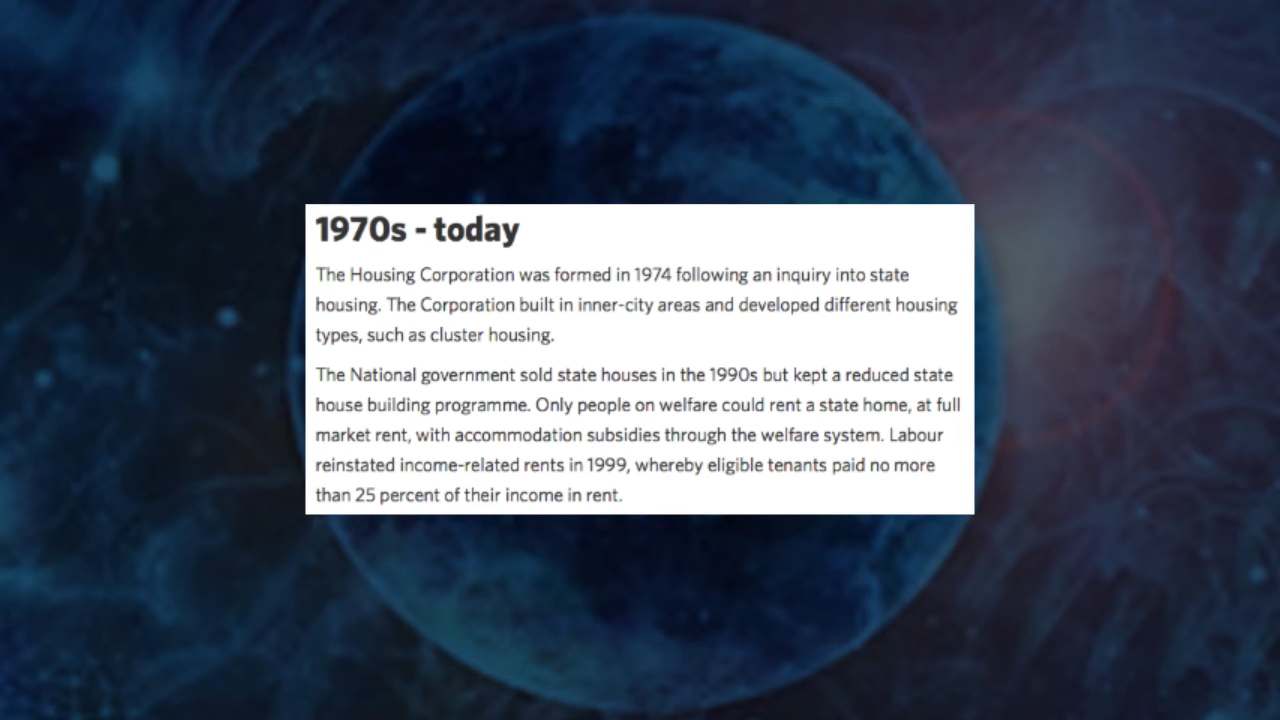 1970s - today
The Housing Corporation was formed in 1974 following an inquiry into state
housing. The Corporation built in inner-city areas and developed different housing
types, such as cluster housing.
The National government sold state houses in the 1990s but kept a reduced state
house building programme. Only people on welfare could rent a state home, at full
market rent, with accommodation subsidies through the welfare system. Labour
reinstated income-related rents in 1999, whereby eligible tenants paid no more
than 25 percent of their income in rent.